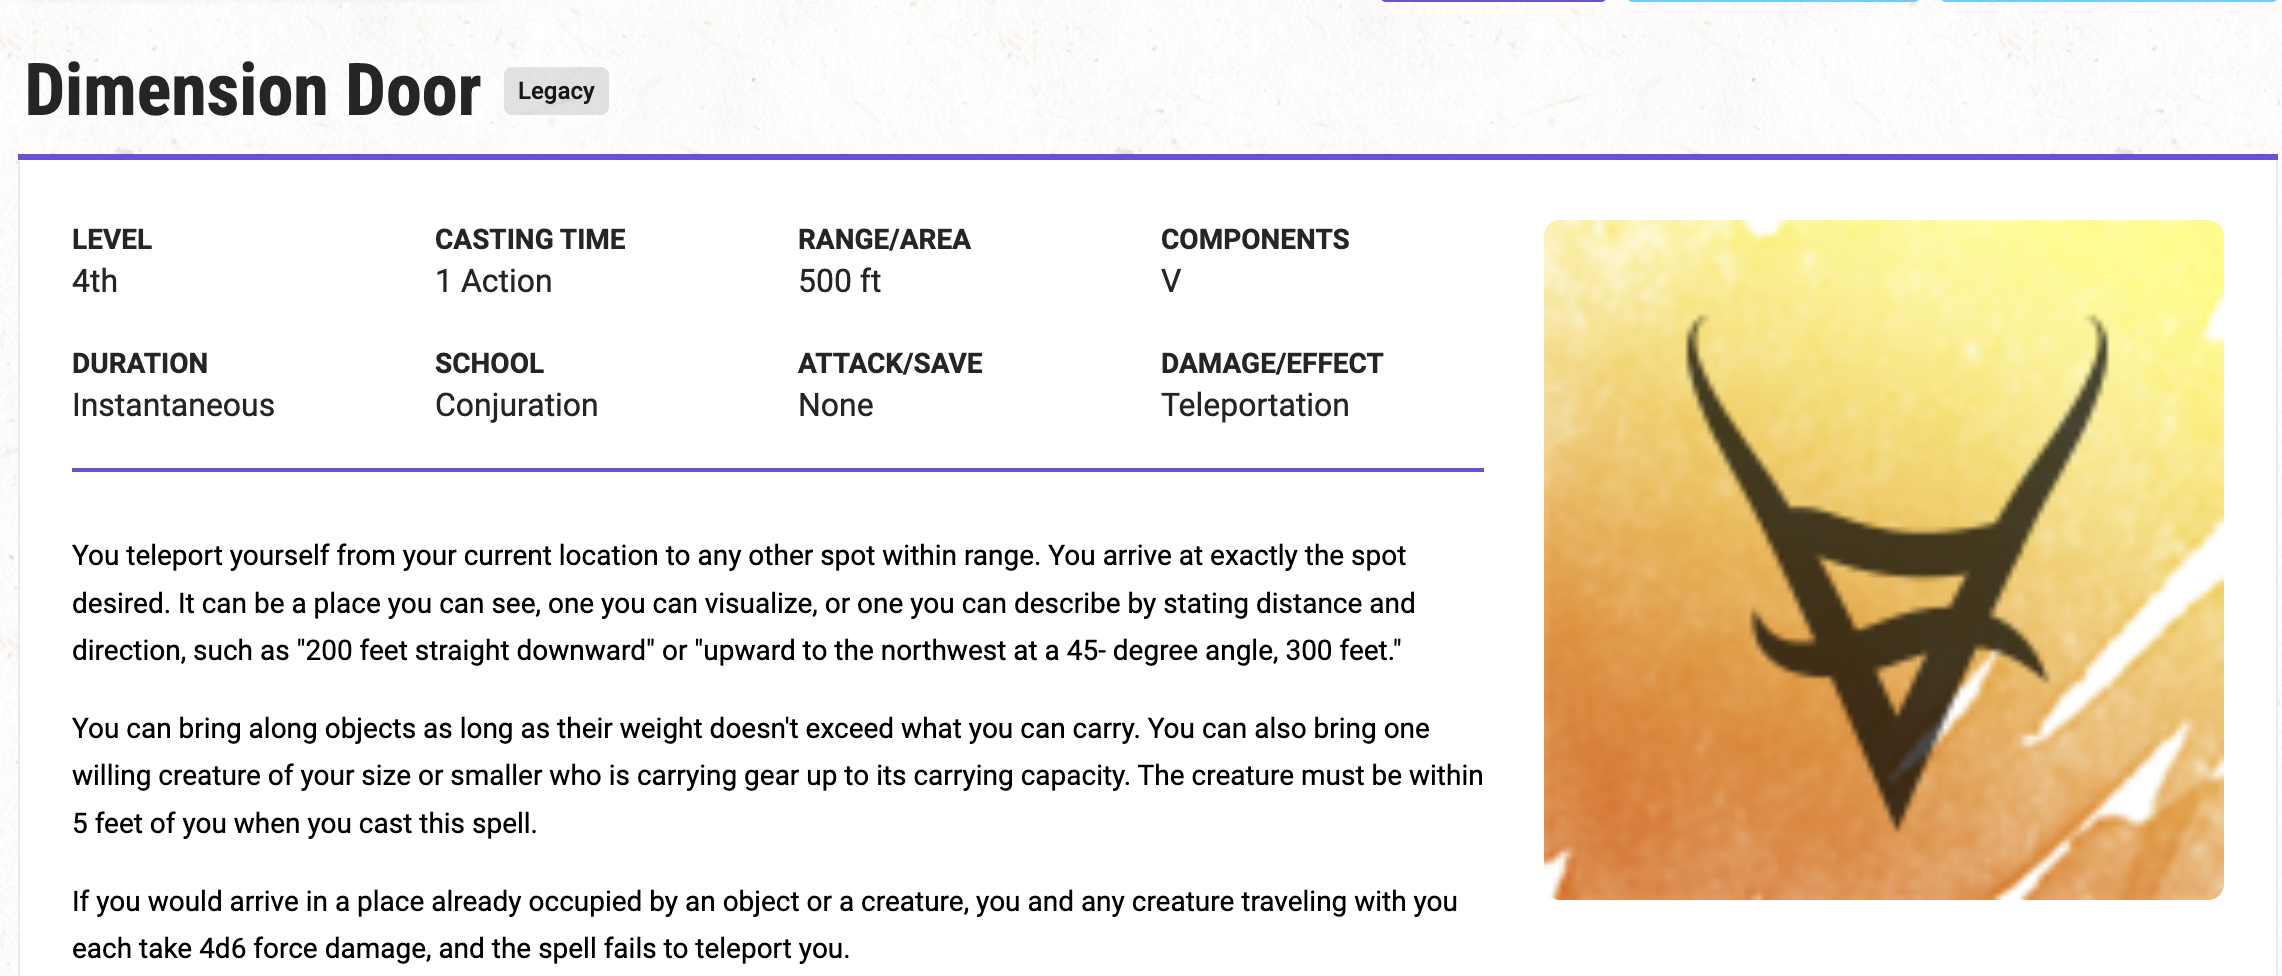 Dimension Door Legacy
LEVEL CASTING TIME RANGE/AREA COMPONENTS
4th 1 Action 500 ft V
DURATION SCHOOL ATTACK/SAVE DAMAGE/EFFECT
Instantaneous Conjuration None Teleportation
You teleport yourself from your current location to any other spot within range. You arrive at exactly the spot
desired. It can be a place you can see, one you can visualize, or one you can describe by stating distance and
direction, such as "200 feet straight downward" or "upward to the northwest at a 45- degree angle, 300 feet."
You can bring along objects as long as their weight doesn't exceed what you can carry. You can also bring one
willing creature of your size or smaller who is carrying gear up to its carrying capacity. The creature must be within
5 feet of you when you cast this spell.
If you would arrive in a place already occupied by an object or a creature, you and any creature traveling with you
each take 4d6 force damage, and the spell fails to teleport you.